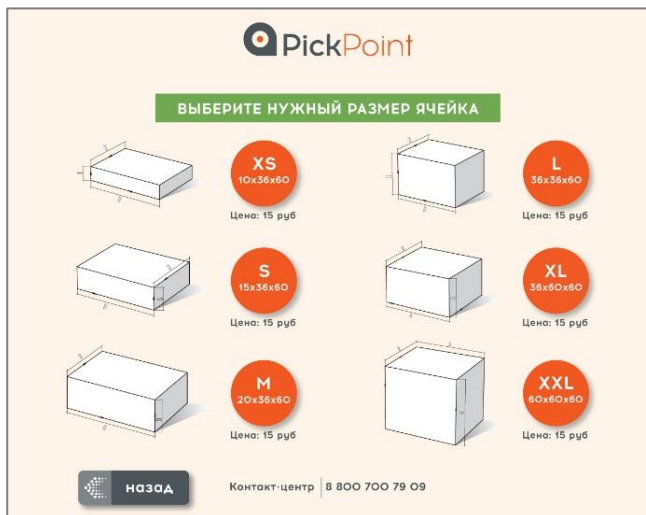 PickPoint
ВЫБЕРИТЕ НУЖНЫЙ РАЗМЕР ЯЧЕЙКА
XS
10x36x60
Цена: 15 руб
L
36x36x60
Цена: 15 руб
S
15x36x60
Цена: 15 руб
XL
36x60x60
Цена: 15 руб
M
20x36x60
Цена: 15 руб
XXL
60x60x60
Цена: 15 руб
назад
Контакт-центр 8 800 700 79 09